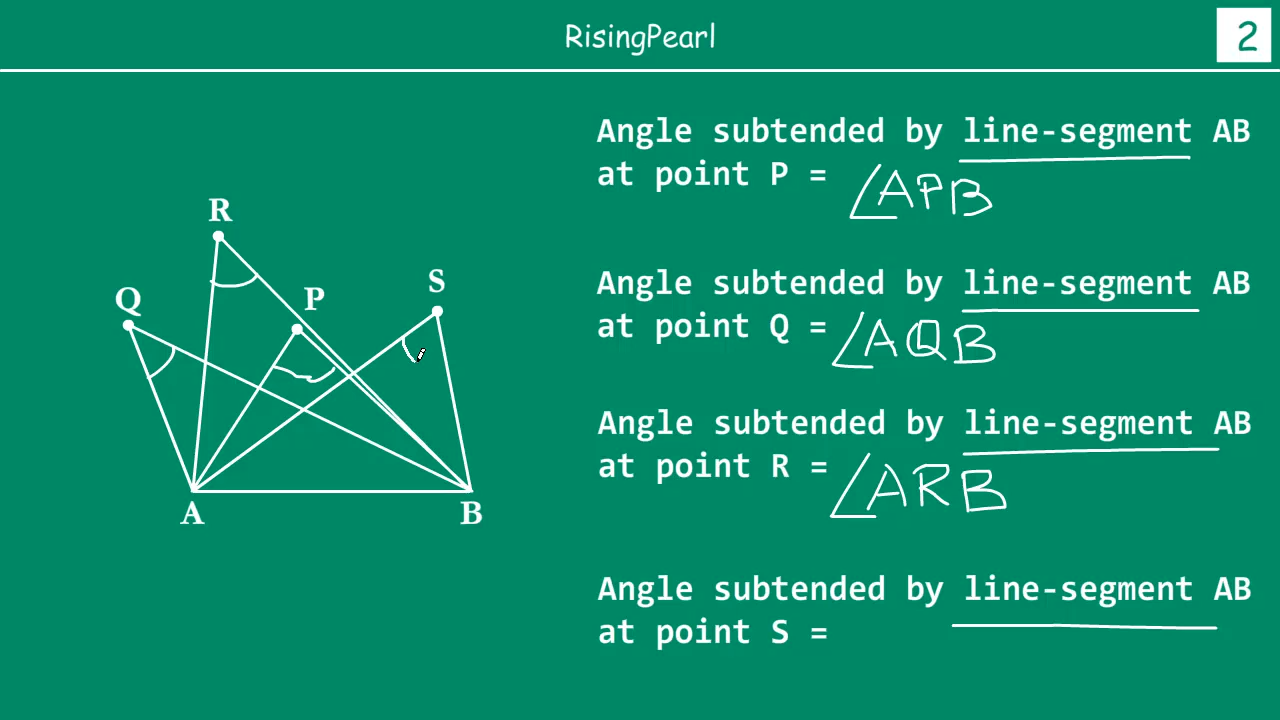 RisingPearl
2
Angle subtended by line-segment AB
at point P = ∠APB
R
S
Q
P
Angle subtended by line-segment AB
at point Q = ∠AQB
Angle subtended by line-segment AB
at point R = ∠ARB
A
B
Angle subtended by line-segment AB
at point S =